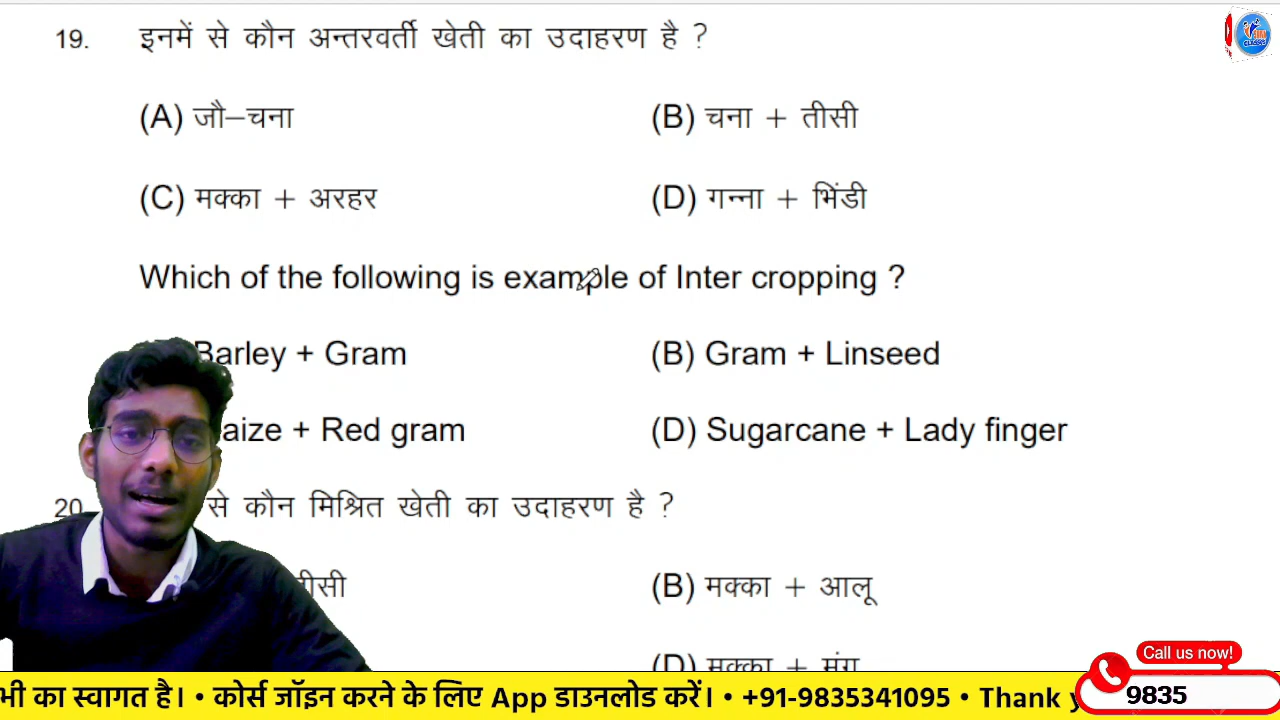 19. इनमें से कौन अन्तरवर्ती खेती का उदाहरण है ?
(A) जौ–चना (B) चना + तीसी
(C) मक्का + अरहर (D) गन्ना + भिंडी
Which of the following is example of Inter cropping ?
Barley + Gram (B) Gram + Linseed
aize + Red gram (D) Sugarcane + Lady finger
20 से कौन मिश्रित खेती का उदाहरण है ?
(B) मक्का + आलू
(D) मक्का +
Call us now!
भी का स्वागत है। • कोर्स जॉइन करने के लिए App डाउनलोड करें। • +91-9835341095 • Thank y
9835